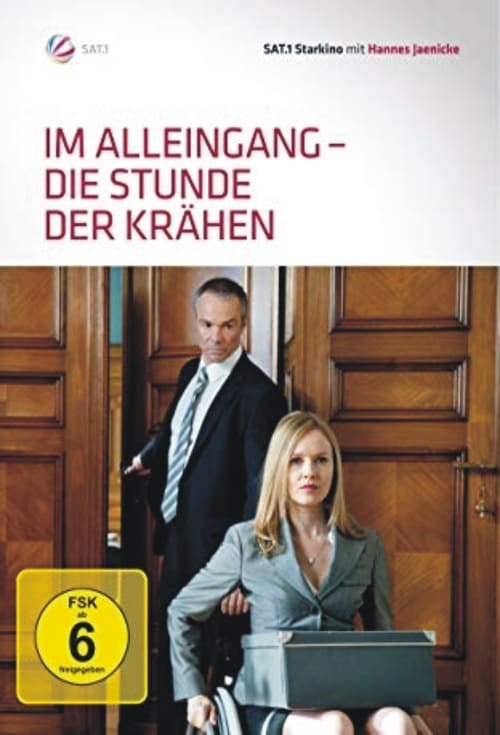 SAT.1
SAT.1 Starkino mit Hannes Jaenicke
IM ALLEINGANG –
DIE STUNDE
DER KRÄHEN
FSK
ab
6
freigegeben